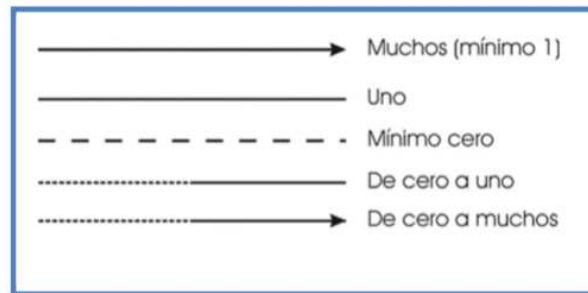 Muchos (mínimo 1)
Uno
Mínimo cero
De cero a uno
De cero a muchos